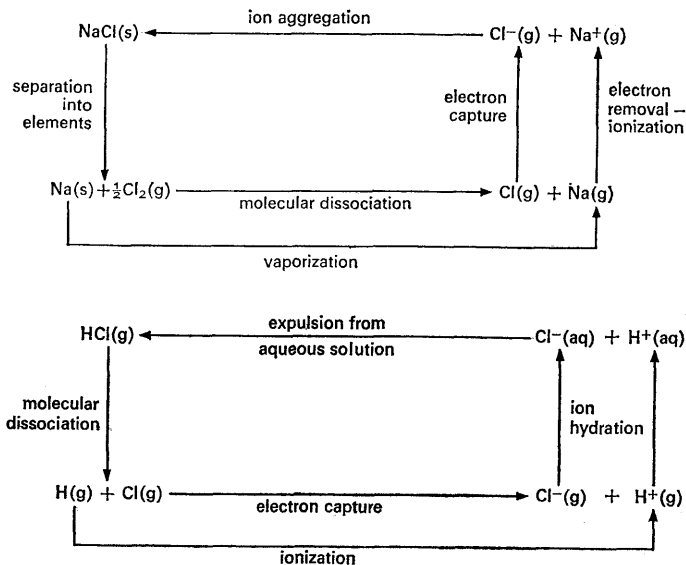 ion aggregation
NaCl(s) Cl⁻(g) + Na⁺(g)
separation
into
elements
electron
capture
electron
removal –
ionization
Na(s) + ½Cl₂(g) Cl(g) + Na(g)
molecular dissociation
vaporization
expulsion from
HCl(g) Cl⁻(aq) + H⁺(aq)
aqueous solution
molecular
dissociation
ion
hydration
H(g) + Cl(g) Cl⁻(g) + H⁺(g)
electron capture
ionization